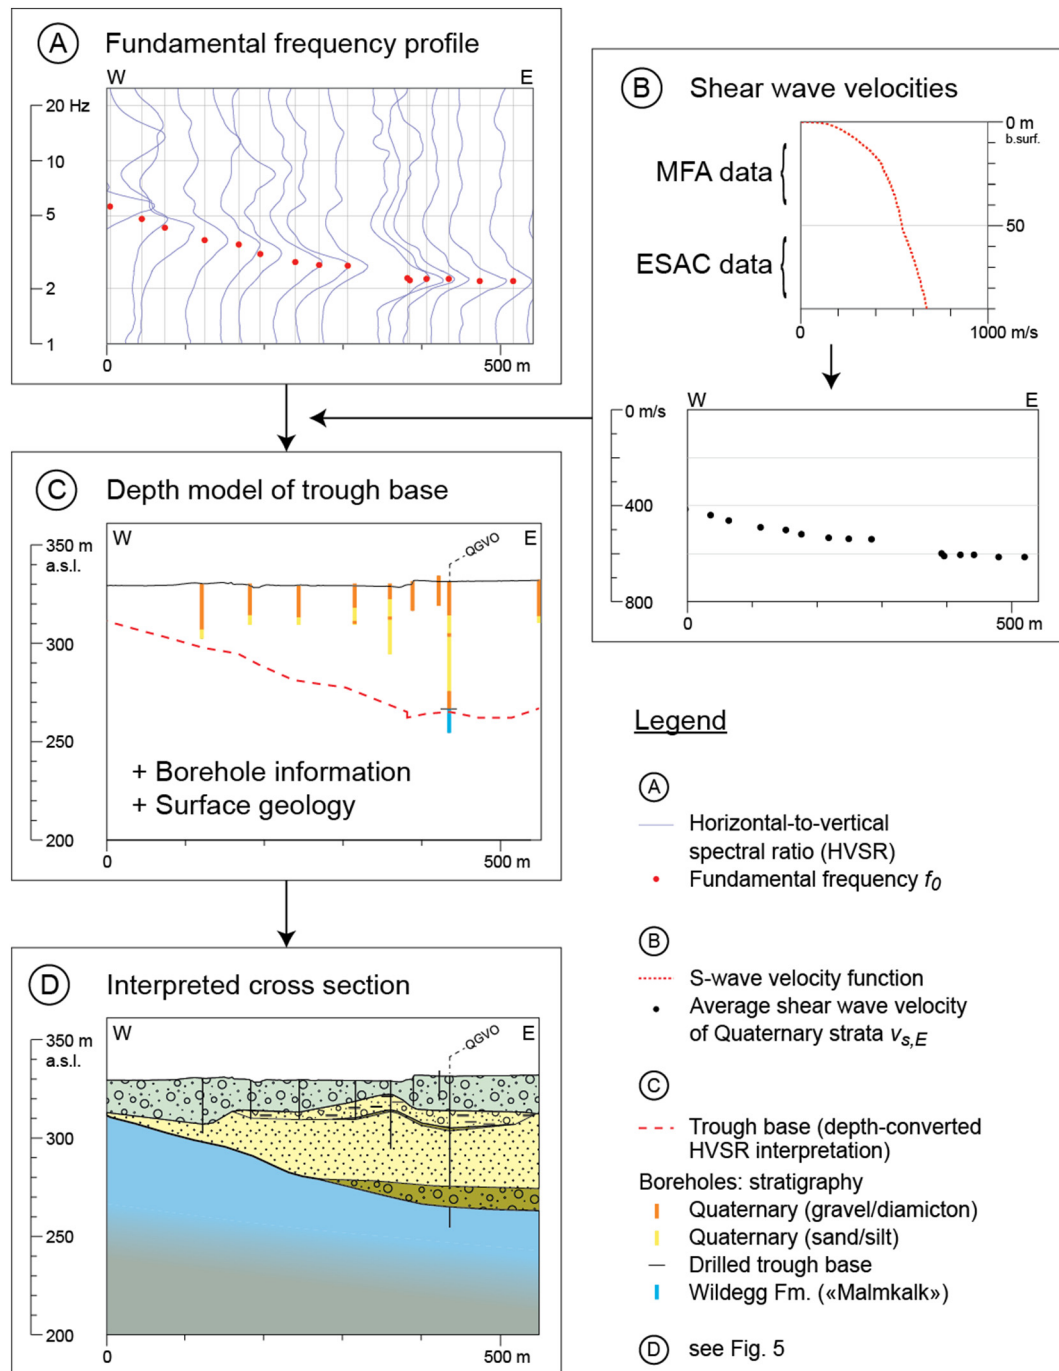 A Fundamental frequency profile
W E
20 Hz
10
5
2
1
0 500 m
B Shear wave velocities
0 m
b.surf.
MFA data
50
ESAC data
0 1000 m/s
W E
0 m/s
400
800
0 500 m
C Depth model of trough base
W E
QGVO
350 m
a.s.l.
300
250
200
+ Borehole information
+ Surface geology
0 500 m
D Interpreted cross section
W E
QGVO
350 m
a.s.l.
300
250
200
0 500 m
Legend
A
Horizontal-to-vertical
spectral ratio (HVSR)
Fundamental frequency f0
B
S-wave velocity function
Average shear wave velocity
of Quaternary strata vs,E
C
Trough base (depth-converted
HVSR interpretation)
Boreholes: stratigraphy
Quaternary (gravel/diamicton)
Quaternary (sand/silt)
Drilled trough base
Wildegg Fm. («Malmkalk»)
D see Fig. 5